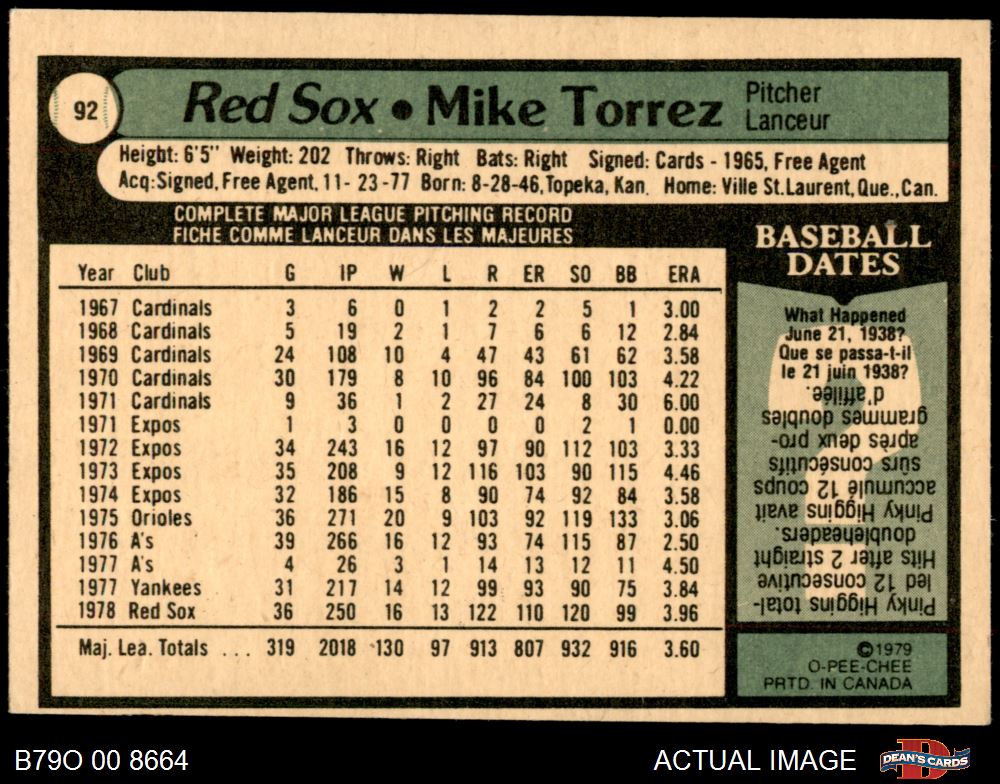 92
Red Sox • Mike Torrez
Pitcher
Lanceur
Height: 6'5" Weight: 202 Throws: Right Bats: Right Signed: Cards - 1965, Free Agent
Acq:Signed, Free Agent, 11- 23-77 Born: 8-28-46, Topeka, Kan. Home: Ville St.Laurent, Que., Can.
COMPLETE MAJOR LEAGUE PITCHING RECORD
FICHE COMME LANCEUR DANS LES MAJEURES
Year Club G IP W L R ER SO BB ERA
1967 Cardinals 3 6 0 1 2 2 5 1 3.00
1968 Cardinals 5 19 2 1 7 6 6 12 2.84
1969 Cardinals 24 108 10 4 47 43 61 62 3.58
1970 Cardinals 30 179 8 10 96 84 100 103 4.22
1971 Cardinals 9 36 1 2 27 24 8 30 6.00
1971 Expos 1 3 0 0 0 0 2 1 0.00
1972 Expos 34 243 16 12 97 90 112 103 3.33
1973 Expos 35 208 9 12 116 103 90 115 4.46
1974 Expos 32 186 15 8 90 74 92 84 3.58
1975 Orioles 36 271 20 9 103 92 119 133 3.06
1976 A's 39 266 16 12 93 74 115 87 2.50
1977 A's 4 26 3 1 14 13 12 11 4.50
1977 Yankees 31 217 14 12 99 93 90 75 3.84
1978 Red Sox 36 250 16 13 122 110 120 99 3.96
Maj. Lea. Totals ... 319 2018 130 97 913 807 932 916 3.60
BASEBALL
DATES
What Happened
June 21, 1938?
Que se passa-t-il
le 21 juin 1938?
Pinky Higgins total-
led 12 consecutive
Hits after 2 straight
doubleheaders.
Pinky Higgins avait
accumule 12 coups
sûrs consécutifs
après deux pro-
grammes doubles
d'affilée.
©1979
O-PEE-CHEE
PRTD. IN CANADA
B79O 00 8664
ACTUAL IMAGE
DEAN'S CARDS